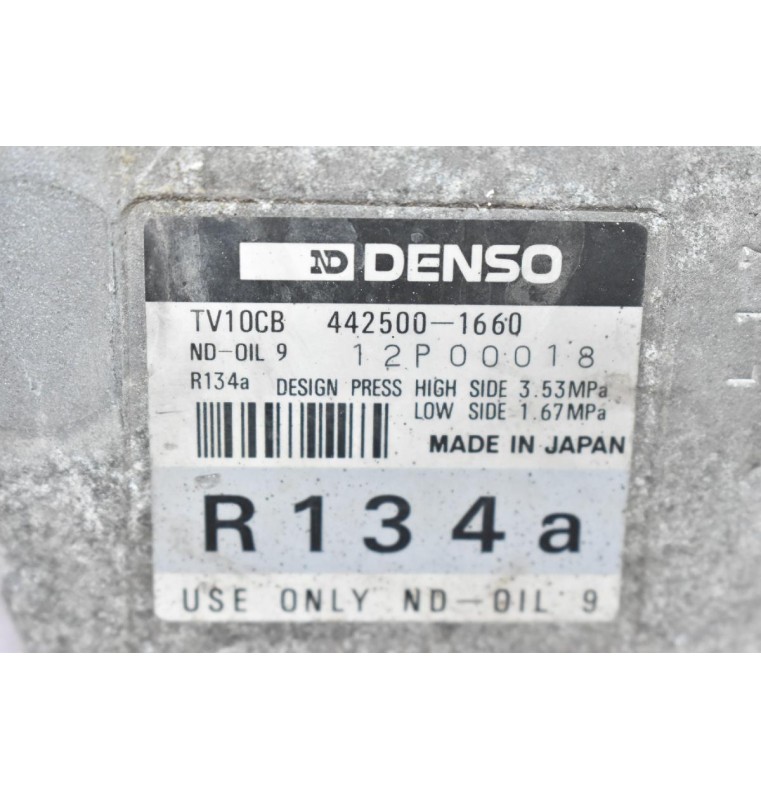 ND DENSO
TV10CB 442500-1660
ND-OIL 9 12P00018
R134a DESIGN PRESS HIGH SIDE 3.53MPa
LOW SIDE 1.67MPa
MADE IN JAPAN
R134a
USE ONLY ND-OIL 9